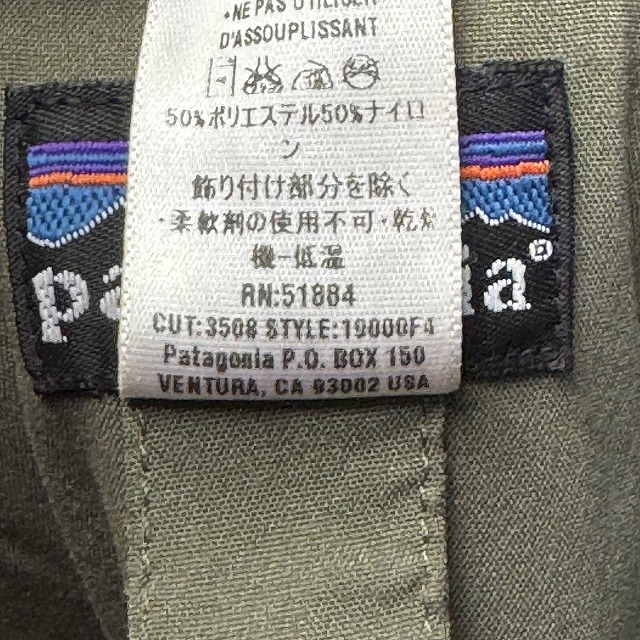 •NE PAS UTILISER
D'ASSOUPLISSANT
50%ポリエステル50%ナイロ
ン
飾り付け部分を除く
・柔軟剤の使用不可・乾燥
機-低温
RN:51884
CUT:3508 STYLE:19000F4
Patagonia P.O. BOX 150
VENTURA, CA 93002 USA
pa
ia®